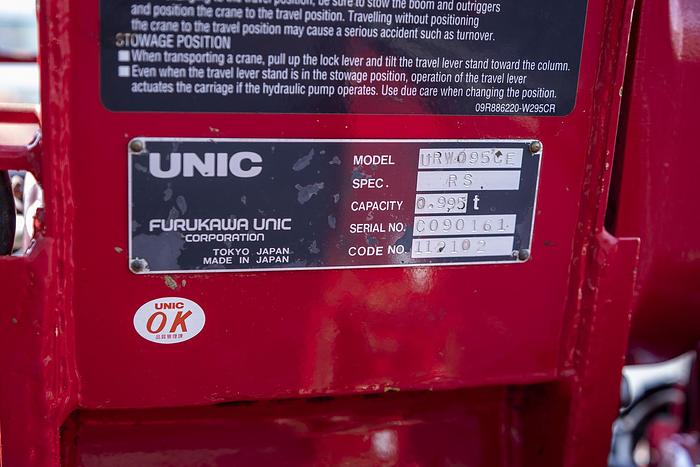 and position the crane to the travel position. Travelling without positioning
the crane to the travel position may cause a serious accident such as turnover.
STOWAGE POSITION
■ When transporting a crane, pull up the lock lever and tilt the travel lever stand toward the column.
■ Even when the travel lever stand is in the stowage position, operation of the travel lever
actuates the carriage if the hydraulic pump operates. Use due care when changing the position.
09R886220-W295CR
UNIC
FURUKAWA UNIC
CORPORATION
TOKYO JAPAN
MADE IN JAPAN
MODEL URW095CE
SPEC. RS
CAPACITY 0.995 t
SERIAL NO. C090161
CODE NO. 112102
UNIC
OK